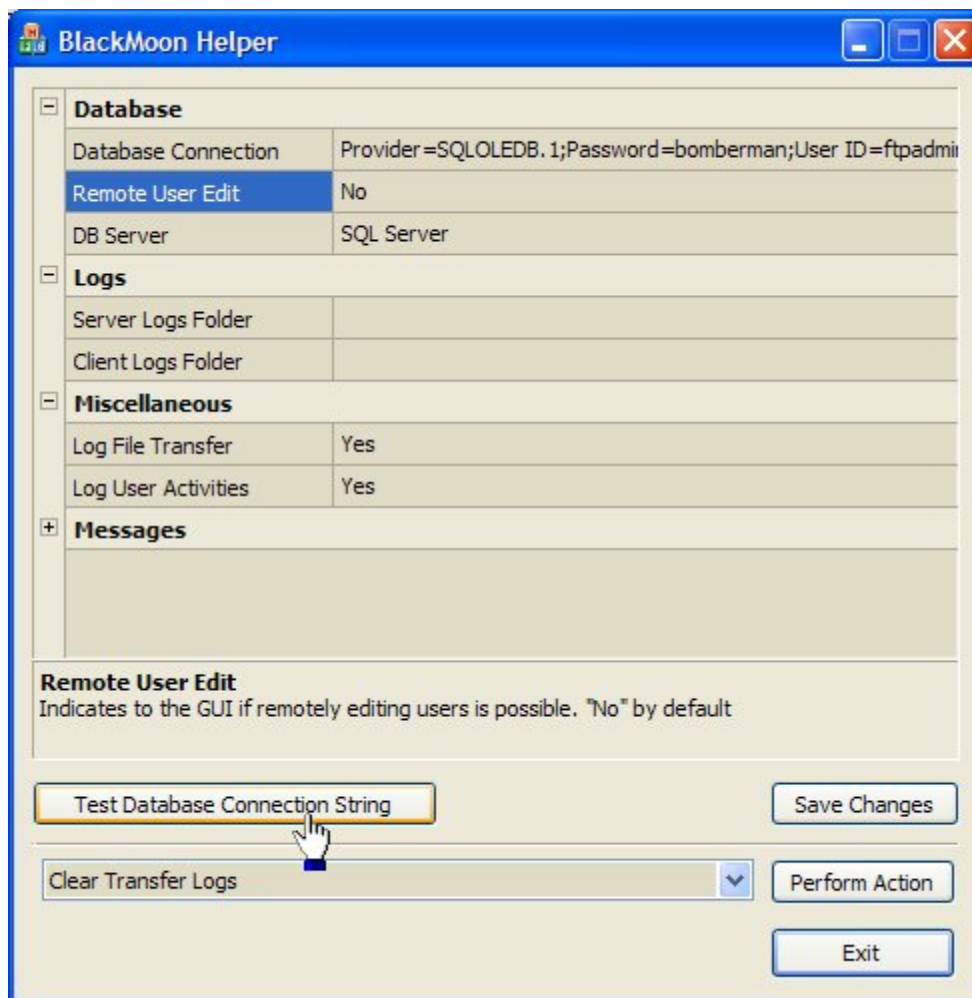 BlackMoon Helper
Database
Database Connection Provider=SQLOLEDB.1;Password=bomberman;User ID=ftpadmin
Remote User Edit No
DB Server SQL Server
Logs
Server Logs Folder
Client Logs Folder
Miscellaneous
Log File Transfer Yes
Log User Activities Yes
Messages
Remote User Edit
Indicates to the GUI if remotely editing users is possible. "No" by default
Test Database Connection String Save Changes
Clear Transfer Logs Perform Action
Exit